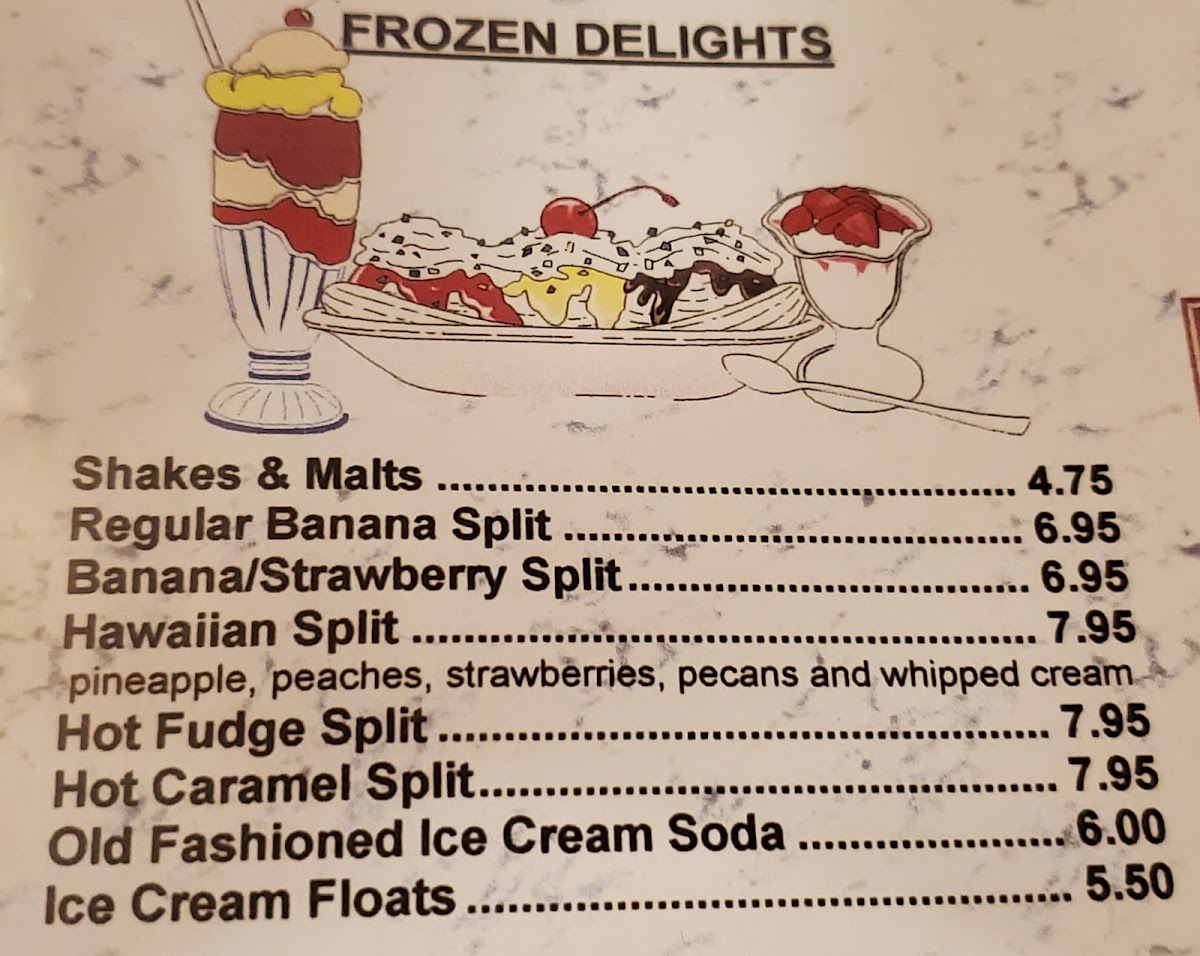 FROZEN DELIGHTS
Shakes & Malts ............................................. 4.75
Regular Banana Split ................................... 6.95
Banana/Strawberry Split............................... 6.95
Hawaiian Split ................................................ 7.95
pineapple, peaches, strawberries, pecans and whipped cream
Hot Fudge Split ............................................... 7.95
Hot Caramel Split............................................. 7.95
Old Fashioned Ice Cream Soda .................... 6.00
Ice Cream Floats .............................................. 5.50